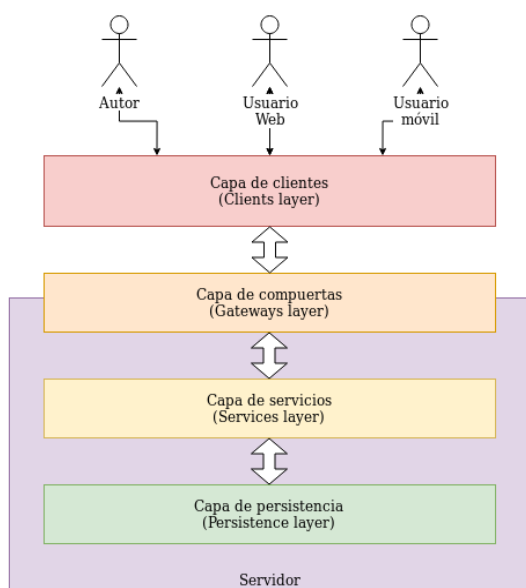 Autor
Usuario
Web
Usuario
móvil
Capa de clientes
(Clients layer)
Capa de compuertas
(Gateways layer)
Capa de servicios
(Services layer)
Capa de persistencia
(Persistence layer)
Servidor